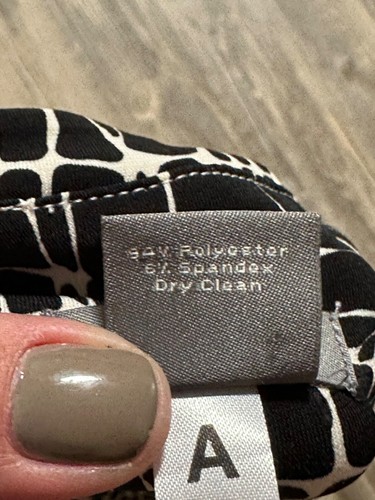 94% Polyester
6% Spandex
Dry Clean
A